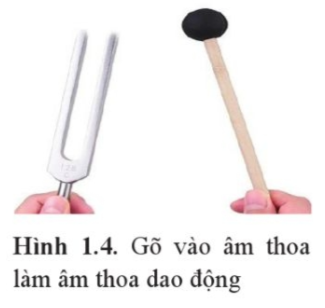 Hình 1.4. Gõ vào âm thoa
làm âm thoa dao động